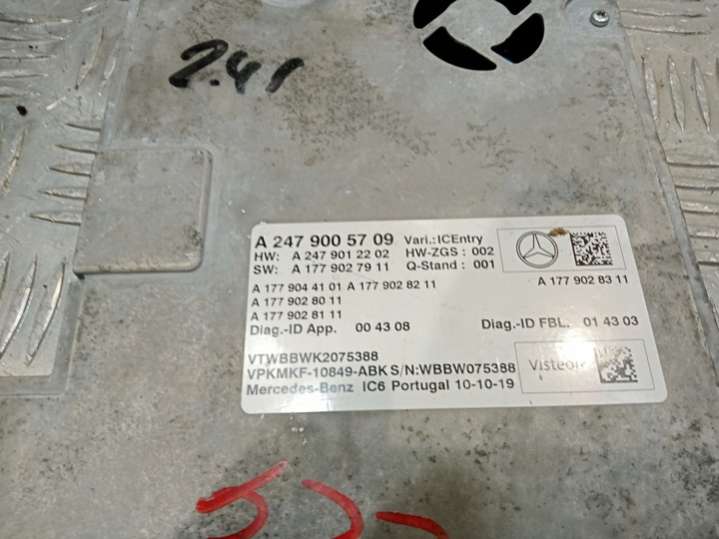 2.41
A 247 900 57 09 Vari.:ICEntry
HW: A 247 901 22 02 HW-ZGS : 002
SW: A 177 902 79 11 Q-Stand : 001
A 177 904 41 01 A 177 902 82 11 A 177 902 83 11
A 177 902 80 11
A 177 902 81 11
Diag.-ID App. 00 43 08 Diag.-ID FBL. 01 43 03
VTWBBWK2075388
VPKMKF-10849-ABK S/N:WBBW075388 Visteon
Mercedes-Benz IC6 Portugal 10-10-19